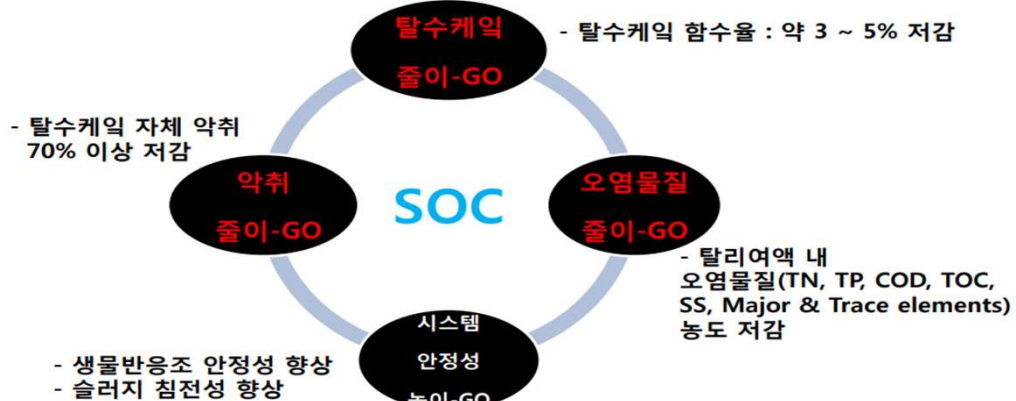 탈수케익
줄이-GO
- 탈수케익 함수율 : 약 3 ~ 5% 저감
- 탈수케익 자체 악취
70% 이상 저감
악취
줄이-GO
SOC
오염물질
줄이-GO
- 탈리여액 내
오염물질(TN, TP, COD, TOC,
SS, Major & Trace elements)
농도 저감
시스템
안정성
높이-GO
- 생물반응조 안정성 향상
- 슬러지 침전성 향상